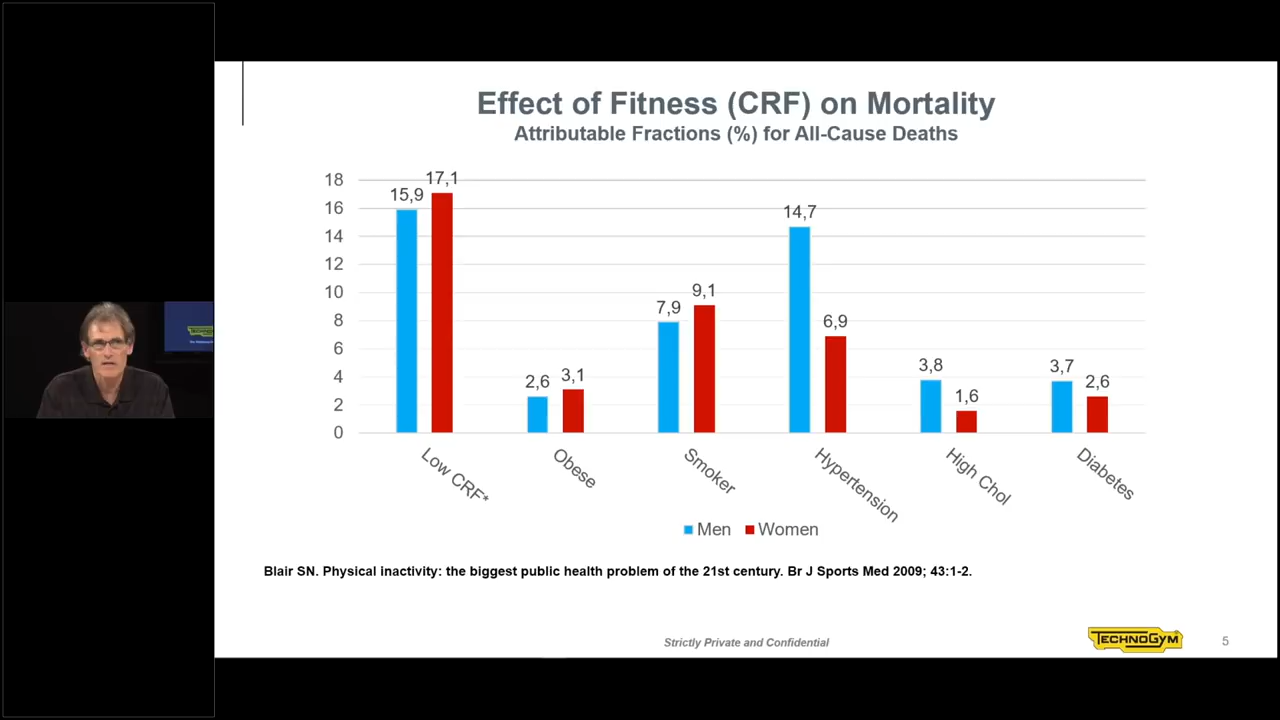 Effect of Fitness (CRF) on Mortality
Attributable Fractions (%) for All-Cause Deaths
18
16
14
12
10
8
6
4
2
0
15,9
17,1
2,6
3,1
7,9
9,1
14,7
6,9
3,8
1,6
3,7
2,6
Low CRF*
Obese
Smoker
Hypertension
High Chol
Diabetes
Men
Women
Blair SN. Physical inactivity: the biggest public health problem of the 21st century. Br J Sports Med 2009; 43:1-2.
Strictly Private and Confidential
TECHNOGYM
5